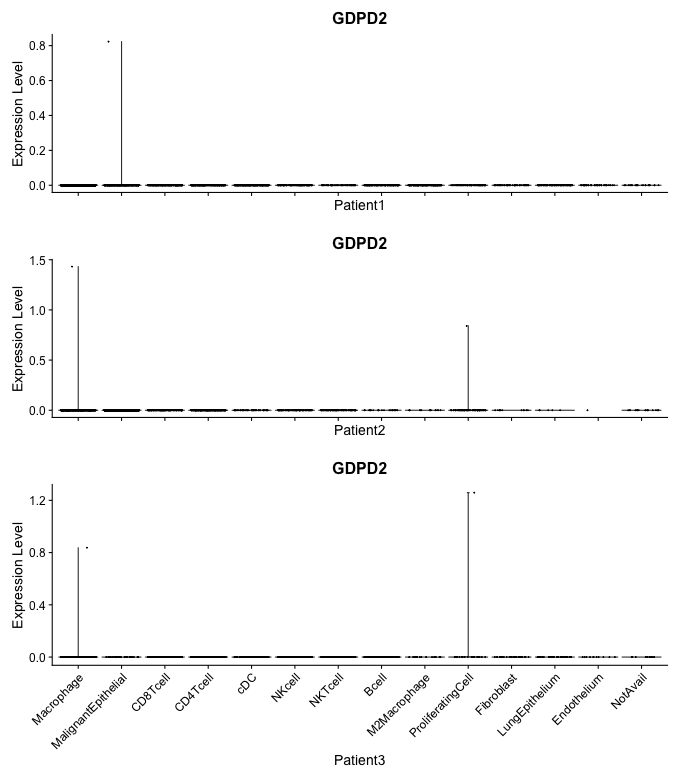 GDPD2
Expression Level
0.8
0.6
0.4
0.2
0.0
Patient1
GDPD2
Expression Level
1.5
1.0
0.5
0.0
Patient2
GDPD2
Expression Level
1.2
0.8
0.4
0.0
Macrophage
MalignantEpithelial
CD8Tcell
CD4Tcell
cDC
NKcell
NKTcell
Bcell
M2Macrophage
ProliferatingCell
Fibroblast
LungEpithelium
Endothelium
NotAvail
Patient3